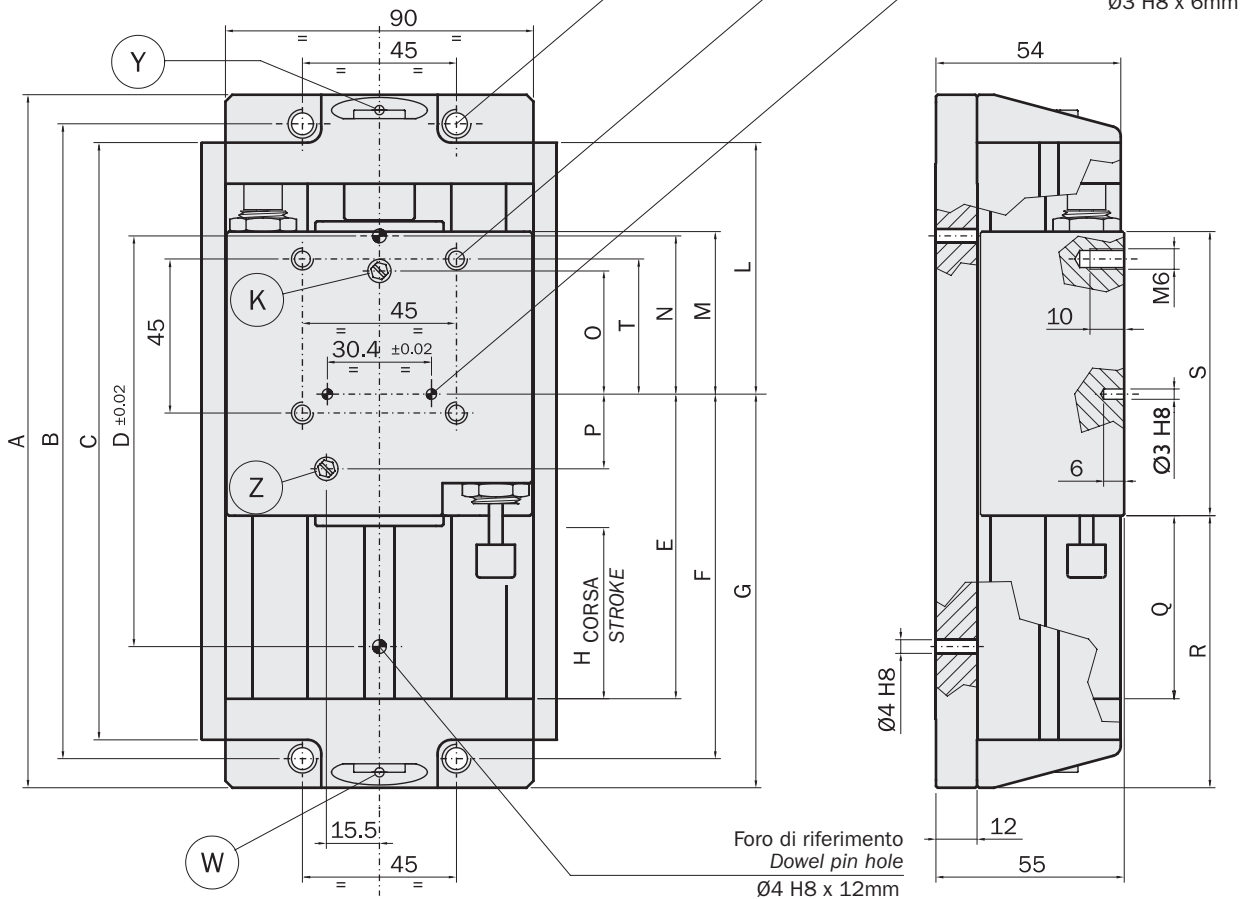 Ø3 H8 x 6mm
90
=
=
45
=
=
Y
54
K
45
=
=
30.4 ±0.02
=
=
45
O
T
N
M
L
A
B
C
D ±0.02
P
Z
E
F
G
H CORSA
STROKE
W
15.5
45
=
=
Foro di riferimento
Dowel pin hole
Ø4 H8 x 12mm
M6
10
S
Ø3 H8
6
Q
R
Ø4 H8
12
55